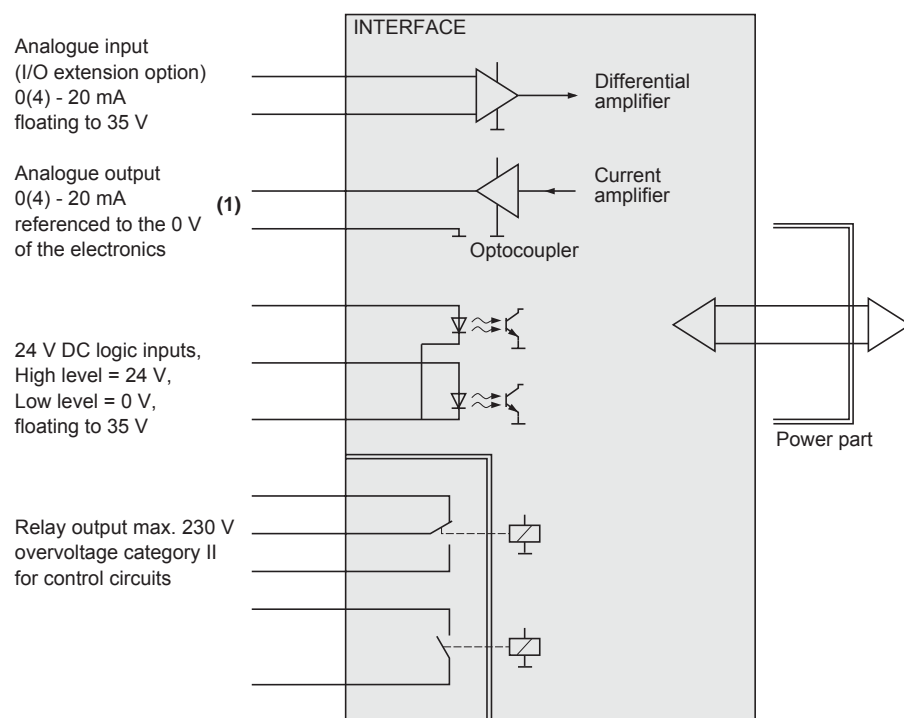 INTERFACE
Analogue input
(I/O extension option)
0(4) - 20 mA
floating to 35 V
Differential
amplifier
Analogue output
0(4) - 20 mA
referenced to the 0 V
of the electronics
(1)
Current
amplifier
Optocoupler
24 V DC logic inputs,
High level = 24 V,
Low level = 0 V,
floating to 35 V
Power part
Relay output max. 230 V
overvoltage category II
for control circuits